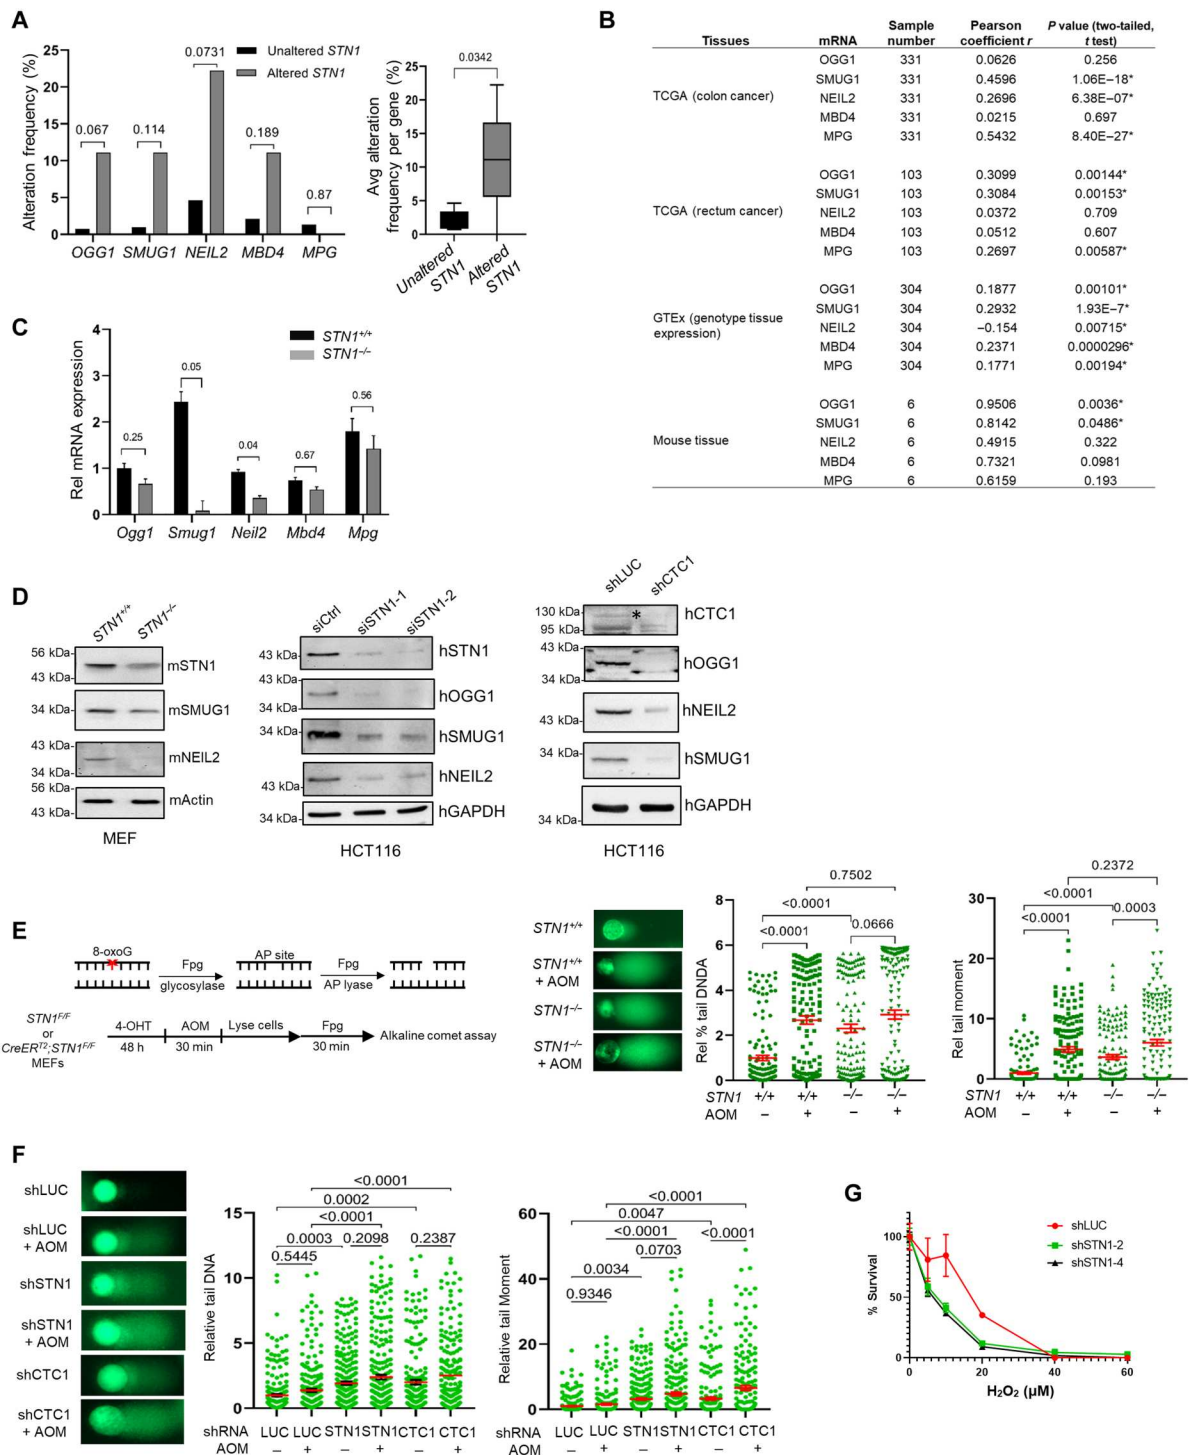 A
Alteration frequency (%)
25
20
15
10
5
0
Unaltered STN1
Altered STN1
0.067
0.114
0.0731
0.189
0.87
OGG1 SMUG1 NEIL2 MBD4 MPG
Avg alteration
frequency per gene (%)
25
20
15
10
5
0
0.0342
Unaltered
STN1
Altered
STN1
B
Tissues mRNA Sample number Pearson coefficient r P value (two-tailed, t test)
TCGA (colon cancer)
OGG1 331 0.0626 0.256
SMUG1 331 0.4596 1.06E−18*
NEIL2 331 0.2696 6.38E−07*
MBD4 331 0.0215 0.697
MPG 331 0.5432 8.40E−27*
TCGA (rectum cancer)
OGG1 103 0.3099 0.00144*
SMUG1 103 0.3084 0.00153*
NEIL2 103 0.0372 0.709
MBD4 103 0.0512 0.607
MPG 103 0.2697 0.00587*
GTEx (genotype tissue
expression)
OGG1 304 0.1877 0.00101*
SMUG1 304 0.2932 1.93E−7*
NEIL2 304 −0.154 0.00715*
MBD4 304 0.2371 0.0000296*
MPG 304 0.1771 0.00194*
Mouse tissue
OGG1 6 0.9506 0.0036*
SMUG1 6 0.8142 0.0486*
NEIL2 6 0.4915 0.322
MBD4 6 0.7321 0.0981
MPG 6 0.6159 0.193
C
Rel mRNA expression
4
3
2
1
0
STN1+/+
STN1−/−
0.25
0.05
0.04
0.67
0.56
Ogg1 Smug1 Neil2 Mbd4 Mpg
D
STN1+/+ STN1−/−
56 kDa
43 kDa
mSTN1
34 kDa
mSMUG1
43 kDa
34 kDa
mNEIL2
56 kDa
43 kDa
mActin
MEF
siCtrl siSTN1-1 siSTN1-2
43 kDa
hSTN1
43 kDa
34 kDa
hOGG1
34 kDa
hSMUG1
43 kDa
hNEIL2
34 kDa
hGAPDH
HCT116
shLUC shCTC1
130 kDa
95 kDa
*
hCTC1
43 kDa
34 kDa
hOGG1
43 kDa
hNEIL2
34 kDa
hSMUG1
34 kDa
hGAPDH
HCT116
E
8-oxoG
Fpg
glycosylase
AP site
Fpg
AP lyase
STN1F/F
or
CreERT2;STN1F/F
MEFs
4-OHT
48 h
AOM
30 min
Lyse cells
Fpg
30 min
Alkaline comet assay
STN1+/+
STN1+/+
+ AOM
STN1−/−
STN1−/−
+ AOM
Rel % tail DNDA
8
6
4
2
0
0.7502
<0.0001
<0.0001
0.0666
STN1 +/+ +/+ −/− −/−
AOM − + − +
Rel tail moment
30
20
10
0
0.2372
<0.0001
<0.0001
0.0003
STN1 +/+ +/+ −/− −/−
AOM − + − +
F
shLUC
shLUC
+ AOM
shSTN1
shSTN1
+ AOM
shCTC1
shCTC1
+ AOM
Relative tail DNA
15
10
5
0
<0.0001
0.0002
<0.0001
0.0003
0.2098
0.2387
0.5445
shRNA LUC LUC STN1 STN1 CTC1 CTC1
AOM − + − + − +
Relative tail Moment
60
40
20
0
<0.0001
0.0047
<0.0001
<0.0001
0.0703
0.0034
0.9346
shRNA LUC LUC STN1 STN1 CTC1 CTC1
AOM − + − + − +
G
% Survival
100
50
0
shLUC
shSTN1-2
shSTN1-4
0 20 40 60
H2O2 (μM)